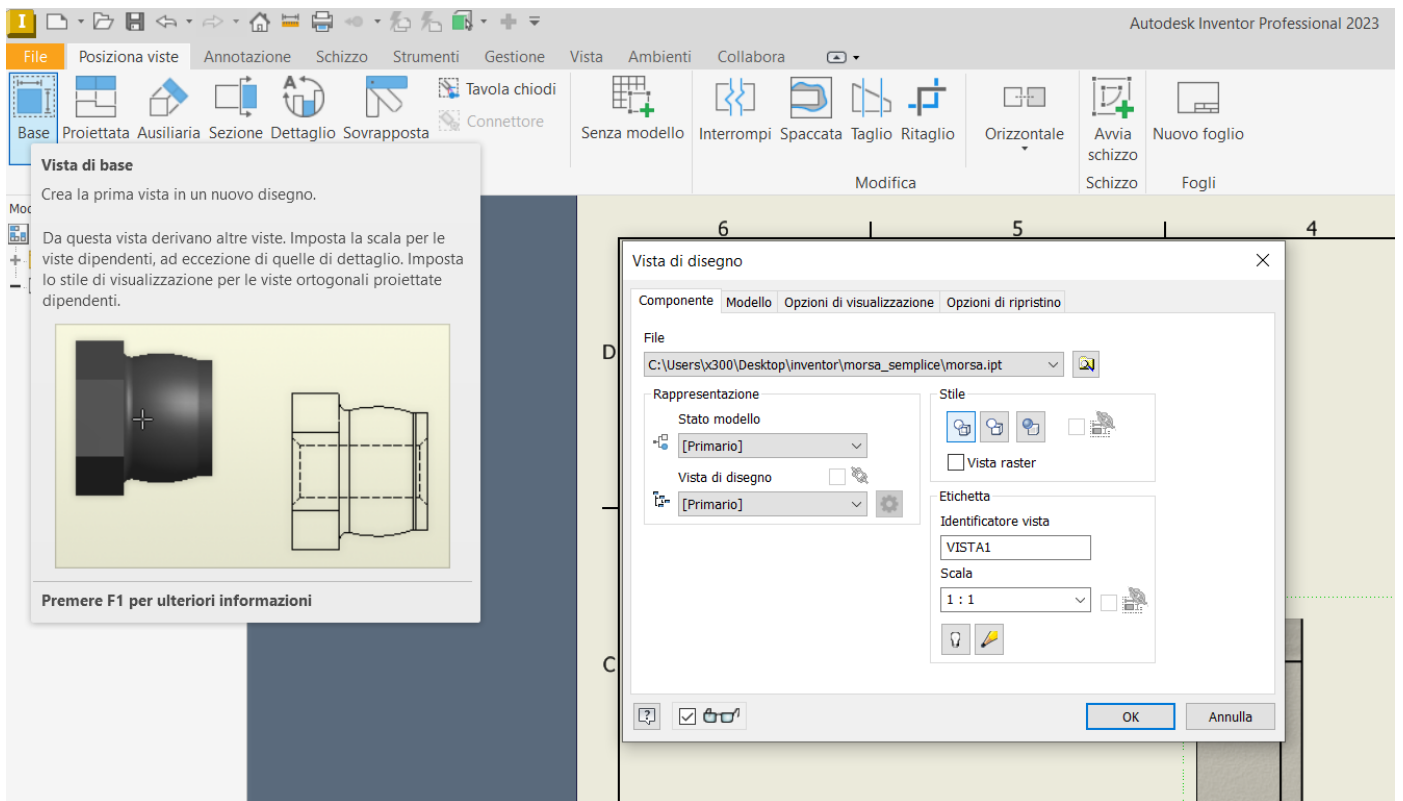 Autodesk Inventor Professional 2023
File Posiziona viste Annotazione Schizzo Strumenti Gestione Vista Ambienti Collabora
Base Proiettata Ausiliaria Sezione Dettaglio Sovrapposta
Tavola chiodi
Connettore
Senza modello
Interrompi Spaccata Taglio Ritaglio
Orizzontale
Avvia
schizzo
Nuovo foglio
Modifica
Schizzo
Fogli
Vista di base
Crea la prima vista in un nuovo disegno.
Da questa vista derivano altre viste. Imposta la scala per le
viste dipendenti, ad eccezione di quelle di dettaglio. Imposta
lo stile di visualizzazione per le viste ortogonali proiettate
dipendenti.
Premere F1 per ulteriori informazioni
6 5 4
D
C
Vista di disegno
Componente Modello Opzioni di visualizzazione Opzioni di ripristino
File
C:\Users\x300\Desktop\inventor\morsa_semplice\morsa.ipt
Rappresentazione
Stato modello
[Primario]
Vista di disegno
[Primario]
Stile
Vista raster
Etichetta
Identificatore vista
VISTA1
Scala
1 : 1
OK
Annulla